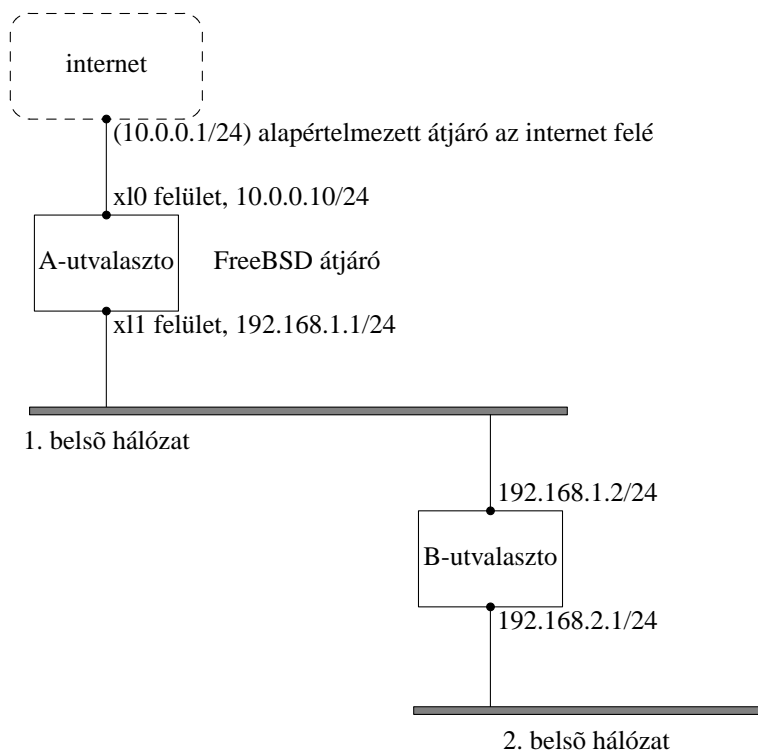 internet
(10.0.0.1/24) alapértelmezett átjáró az internet felé
xl0 felület, 10.0.0.10/24
A-utvalaszto
FreeBSD átjáró
xl1 felület, 192.168.1.1/24
1. belsõ hálózat
192.168.1.2/24
B-utvalaszto
192.168.2.1/24
2. belsõ hálózat